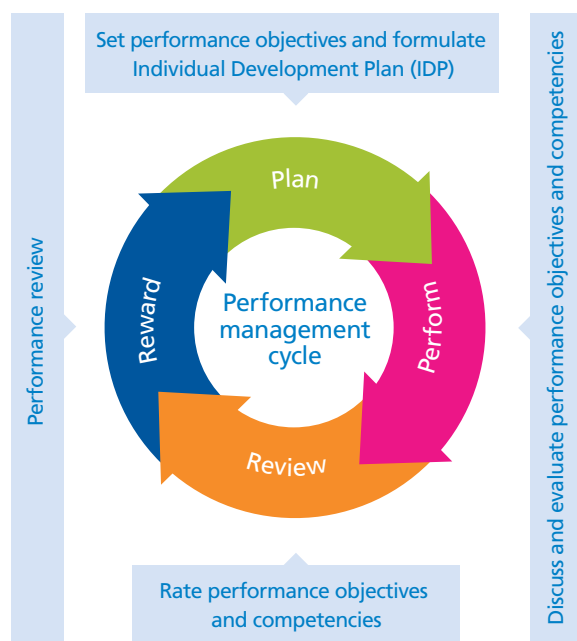 Set performance objectives and formulate
Individual Development Plan (IDP)
Performance review
Plan
Discuss and evaluate performance objectives and competencies
Reward
Performance
management
cycle
Perform
Review
Rate performance objectives
and competencies